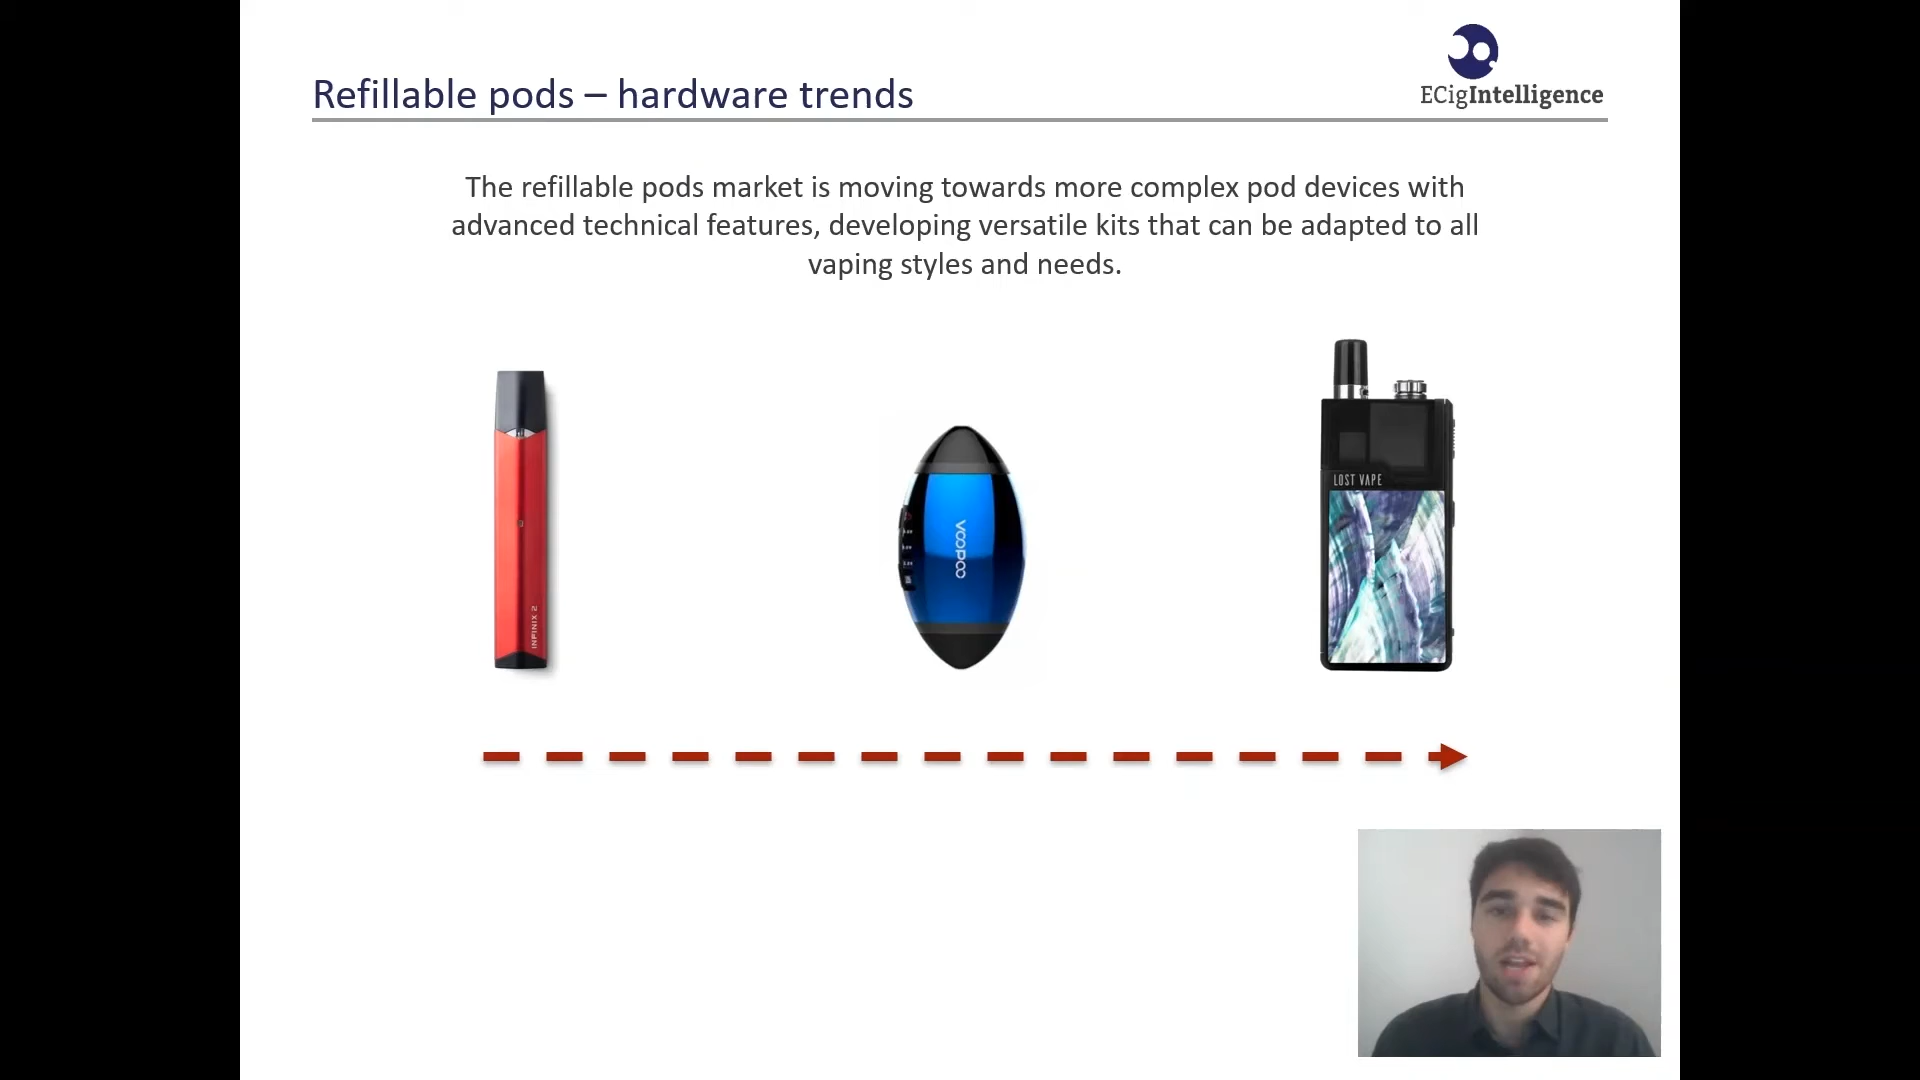 Refillable pods – hardware trends
ECigIntelligence
The refillable pods market is moving towards more complex pod devices with
advanced technical features, developing versatile kits that can be adapted to all
vaping styles and needs.
LOST VAPE
VOOPOO
INFINIX 2